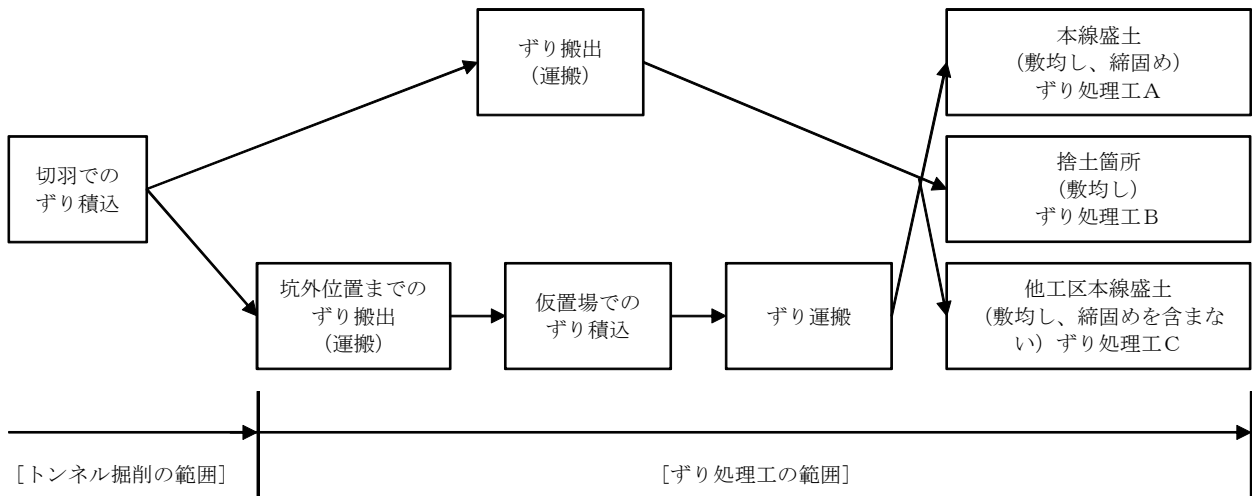 ずり搬出
（運搬）
本線盛土
（敷均し、締固め）
ずり処理工Ａ
切羽での
ずり積込
捨土箇所
（敷均し）
ずり処理工Ｂ
坑外位置までの
ずり搬出
（運搬）
仮置場での
ずり積込
ずり運搬
他工区本線盛土
（敷均し、締固めを含まな
い）ずり処理工Ｃ
［トンネル掘削の範囲］
［ずり処理工の範囲］